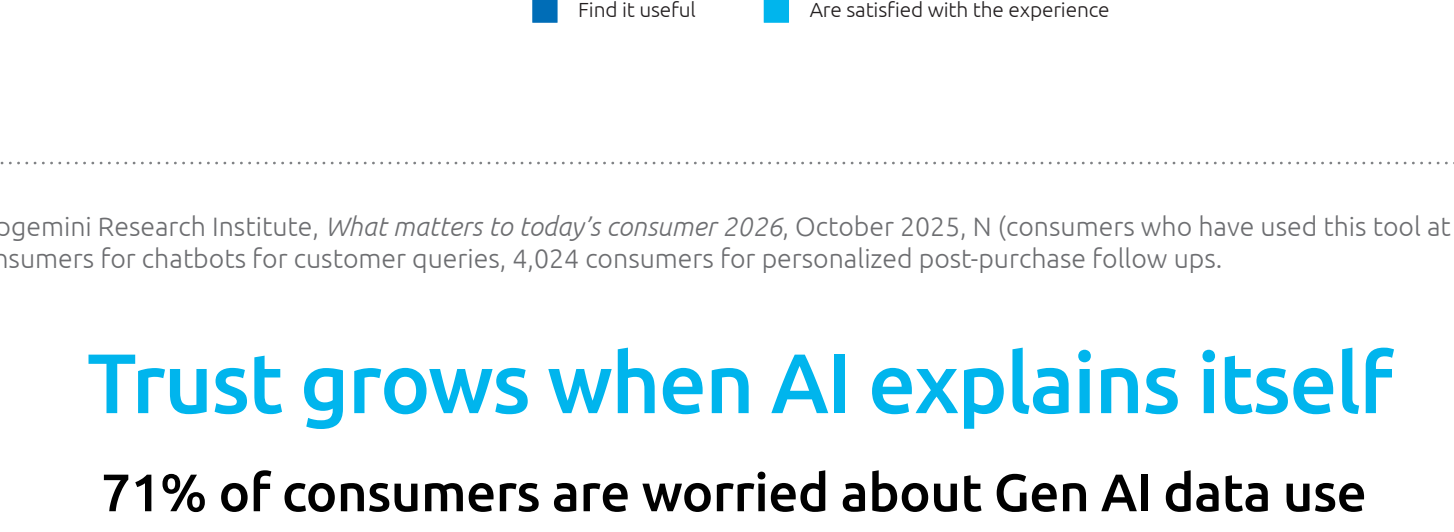 Find it useful Are satisfied with the experience
ogemini Research Institute, What matters to today's consumer 2026, October 2025, N (consumers who have used this tool at
nsumers for chatbots for customer queries, 4,024 consumers for personalized post-purchase follow ups.
Trust grows when AI explains itself
71% of consumers are worried about Gen AI data use